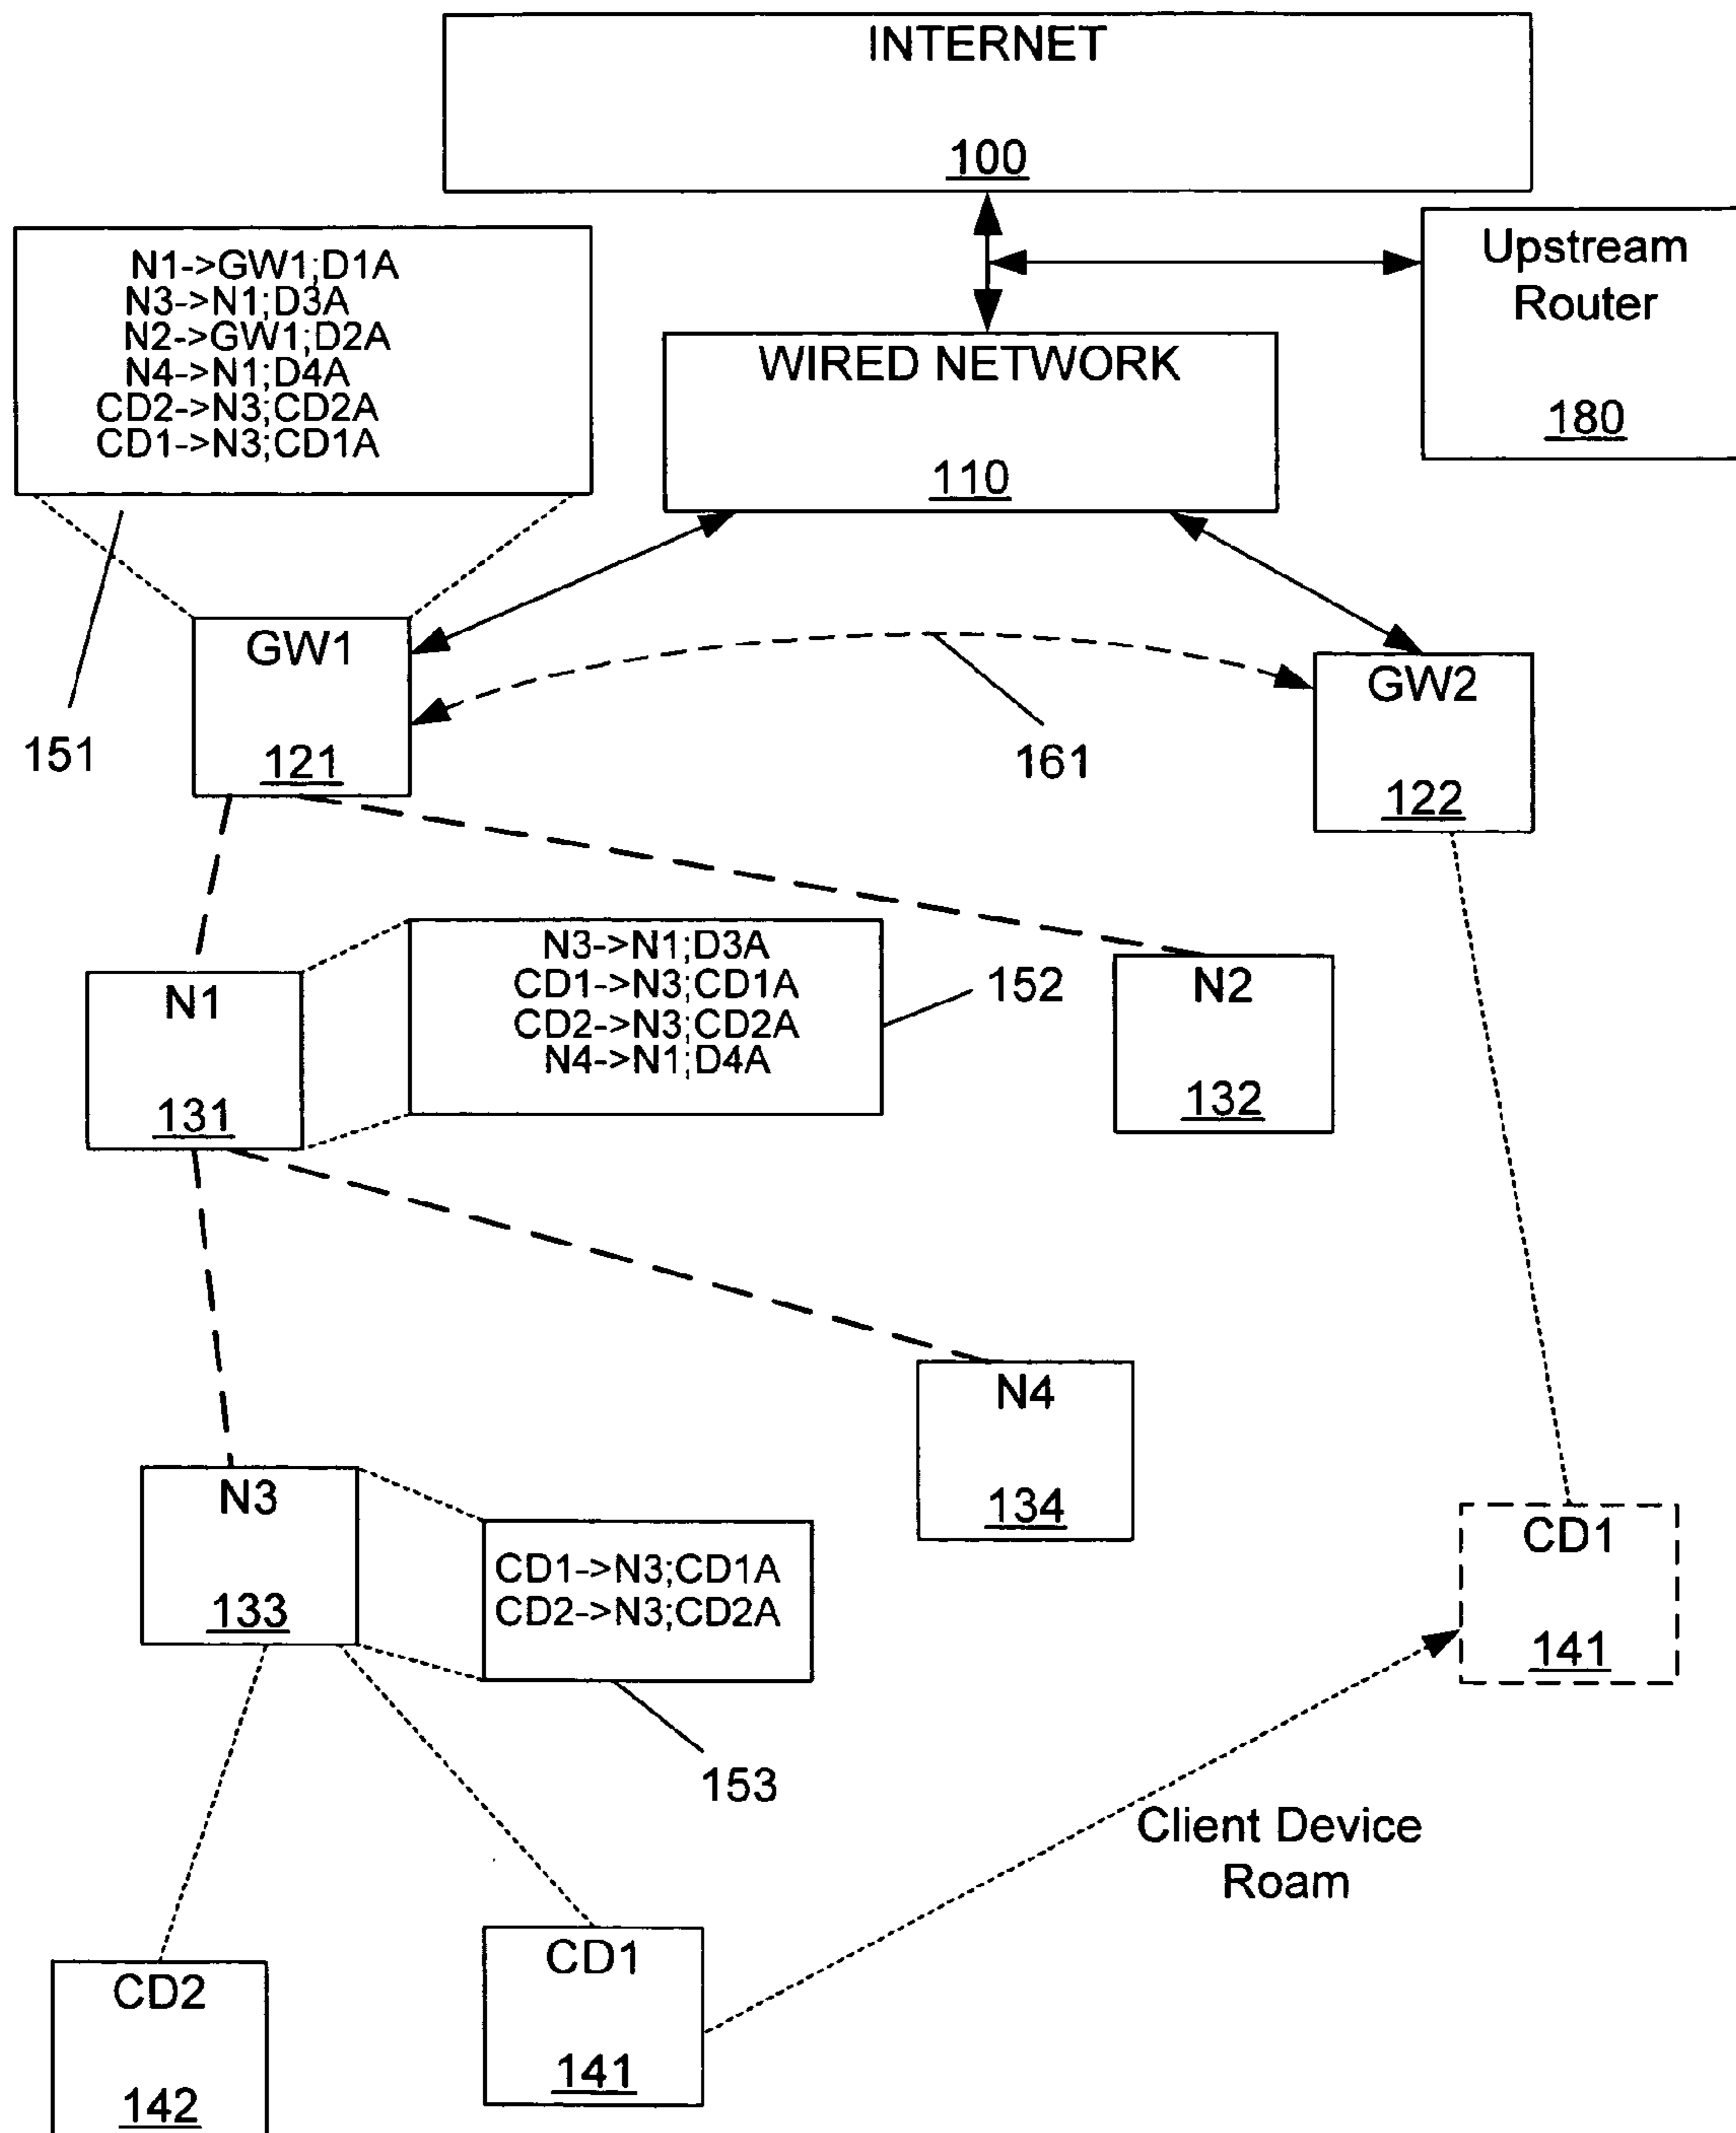 INTERNET
100
Upstream
Router
180
N1->GW1;D1A
N3->N1;D3A
N2->GW1;D2A
N4->N1;D4A
CD2->N3;CD2A
CD1->N3;CD1A
WIRED NETWORK
110
GW1
121
151
161
GW2
122
N1
131
N3->N1;D3A
CD1->N3;CD1A
CD2->N3;CD2A
N4->N1;D4A
152
N2
132
N4
134
N3
133
CD1->N3;CD1A
CD2->N3;CD2A
153
CD1
141
Client Device
Roam
CD2
142
CD1
141